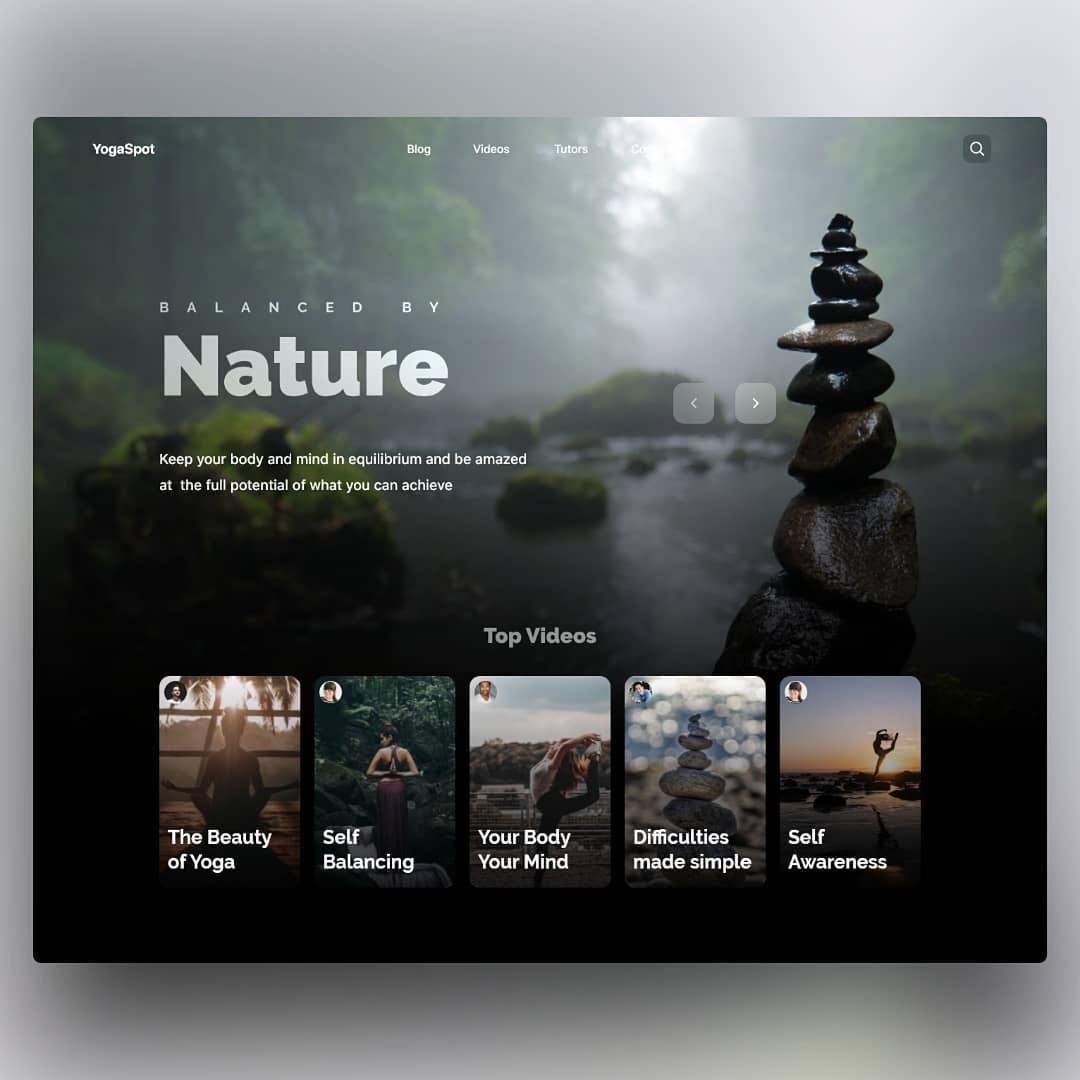 YogaSpot
Blog Videos Tutors
BALANCED BY
Nature
Keep your body and mind in equilibrium and be amazed
at the full potential of what you can achieve
Top Videos
The Beauty
of Yoga
Self
Balancing
Your Body
Your Mind
Difficulties
made simple
Self
Awareness